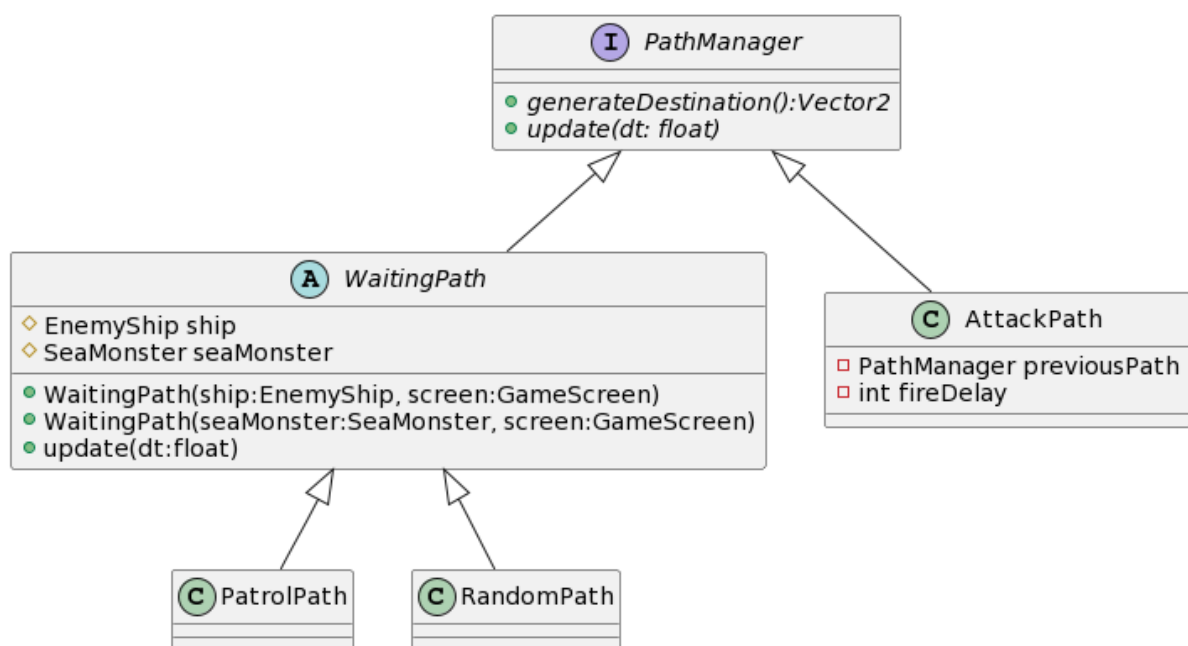 I PathManager
generateDestination():Vector2
update(dt: float)
A WaitingPath
EnemyShip ship
SeaMonster seaMonster
WaitingPath(ship:EnemyShip, screen:GameScreen)
WaitingPath(seaMonster:SeaMonster, screen:GameScreen)
update(dt:float)
C AttackPath
PathManager previousPath
int fireDelay
C PatrolPath
C RandomPath